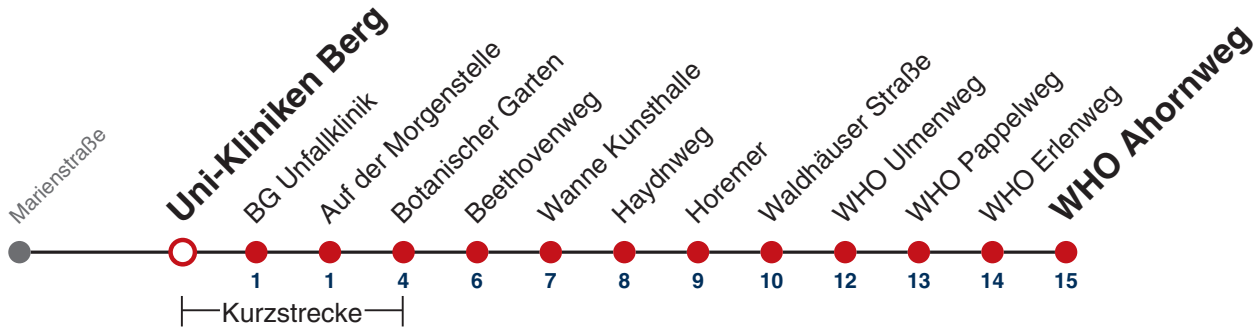 Marienstraße
Uni-Kliniken Berg
BG Unfallklinik
Auf der Morgenstelle
Botanischer Garten
Beethovenweg
Wanne Kunsthalle
Haydnweg
Horemer
Waldhäuser Straße
WHO Ulmenweg
WHO Pappelweg
WHO Erlenweg
WHO Ahornweg
1 1 4 6 7 8 9 10 12 13 14 15
Kurzstrecke